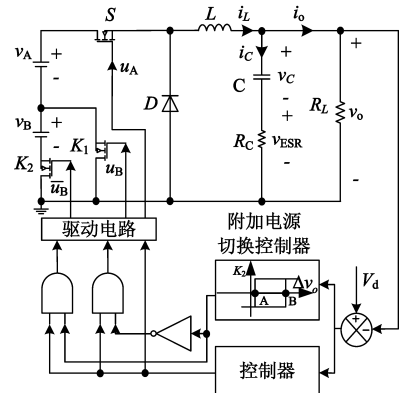 S
L
i_L
i_o
v_A
+
-
u_A
i_C
+
C
v_C
-
+
D
v_B
+
-
K_1
R_C
v_ESR
-
R_L
+
v_o
-
K_2
u_B
u_B
驱动电路
附加电源
切换控制器
K_2
Δv_o
A
B
V_d
+
-
控制器